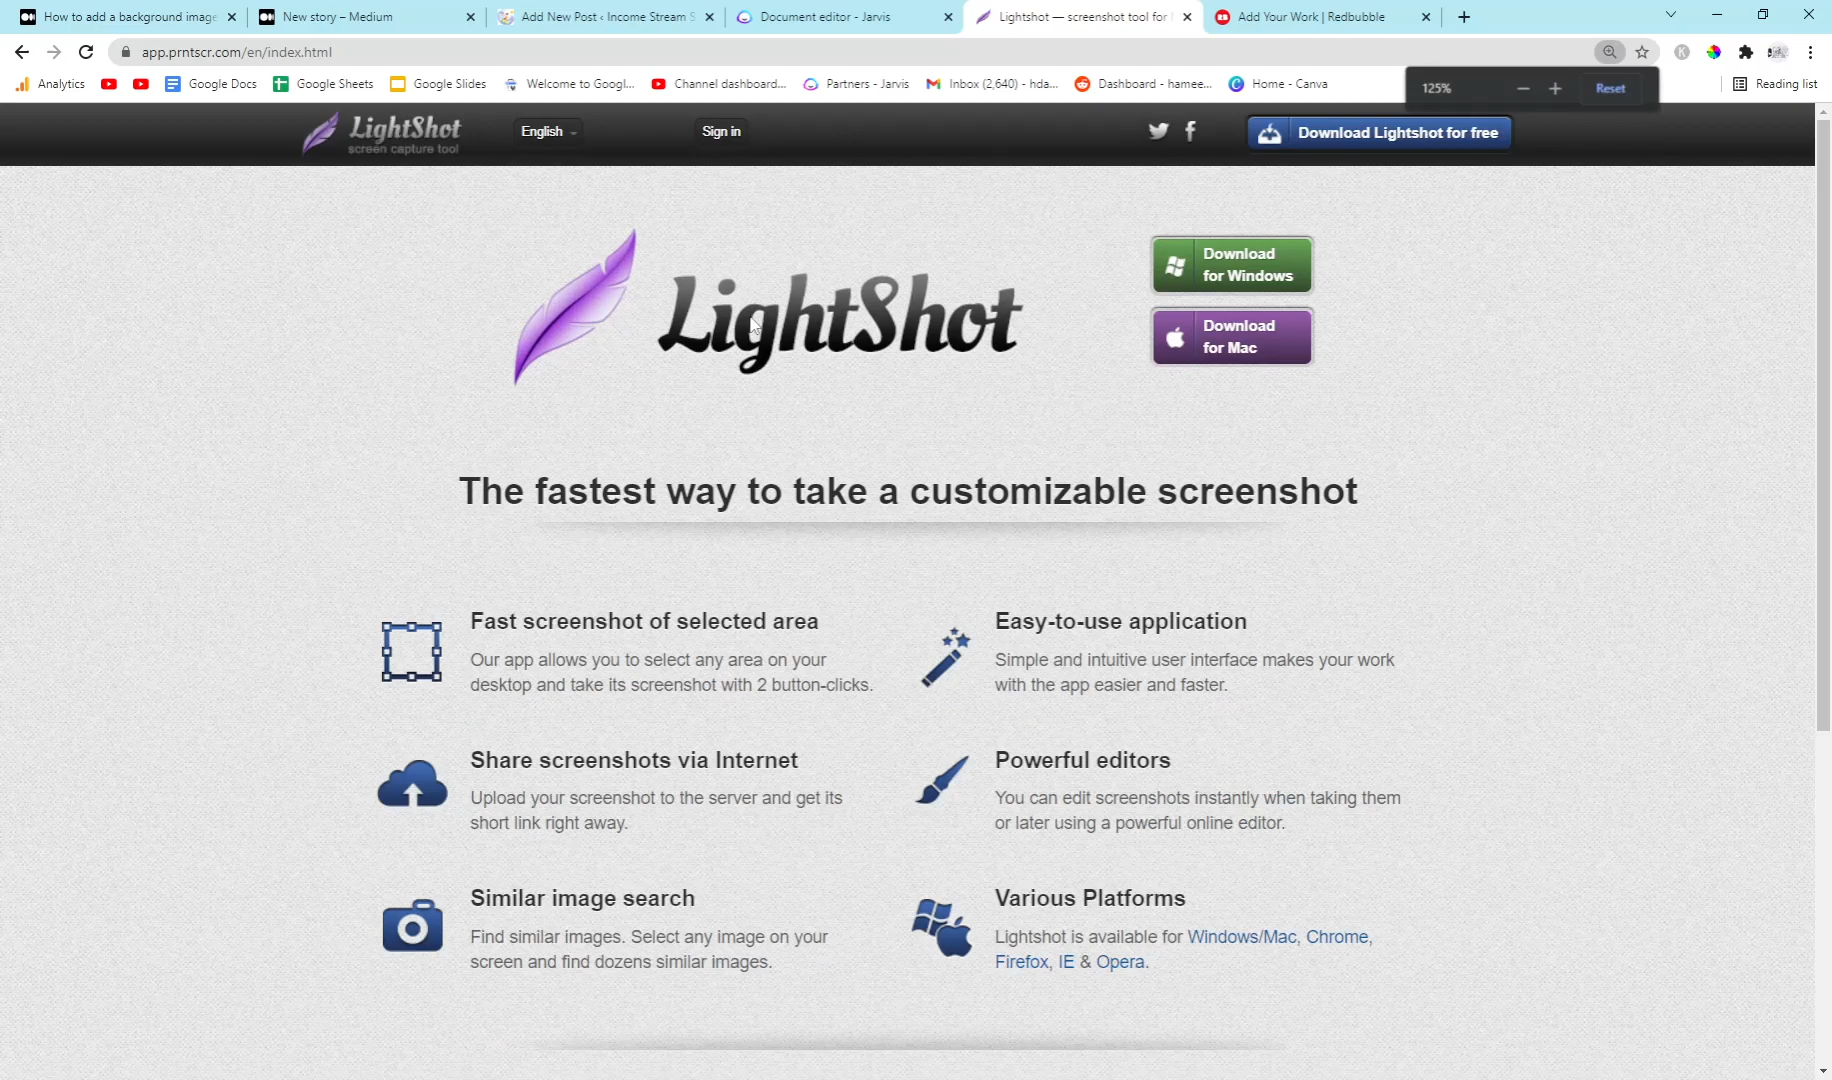 How to add a background image
New story – Medium
Add New Post ‹ Income Stream S
Document editor - Jarvis
Lightshot — screenshot tool for
Add Your Work | Redbubble
app.prntscr.com/en/index.html
Analytics
Google Docs
Google Sheets
Google Slides
Welcome to Googl...
Channel dashboard...
Partners - Jarvis
Inbox (2,640) - hda...
Dashboard - hamee...
Home - Canva
125%
Reset
Reading list
LightShot
screen capture tool
English
Sign in
Download Lightshot for free
LightShot
Download
for Windows
Download
for Mac
The fastest way to take a customizable screenshot
Fast screenshot of selected area
Our app allows you to select any area on your
desktop and take its screenshot with 2 button-clicks.
Easy-to-use application
Simple and intuitive user interface makes your work
with the app easier and faster.
Share screenshots via Internet
Upload your screenshot to the server and get its
short link right away.
Powerful editors
You can edit screenshots instantly when taking them
or later using a powerful online editor.
Similar image search
Find similar images. Select any image on your
screen and find dozens similar images.
Various Platforms
Lightshot is available for Windows/Mac, Chrome,
Firefox, IE & Opera.